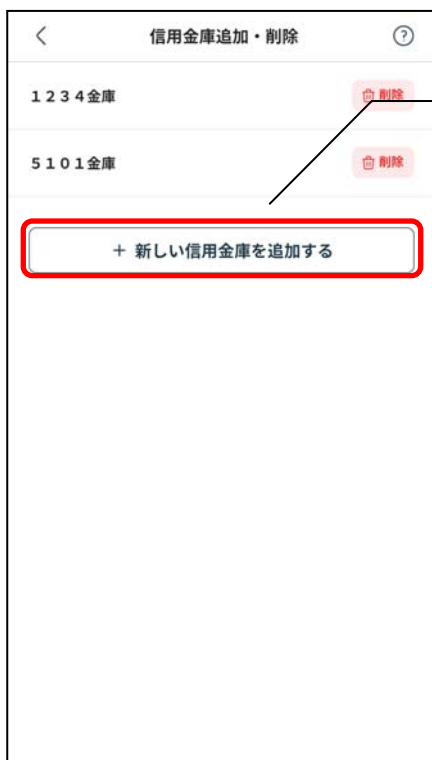 信用金庫追加・削除
１２３４金庫
削除
５１０１金庫
削除
＋ 新しい信用金庫を追加する